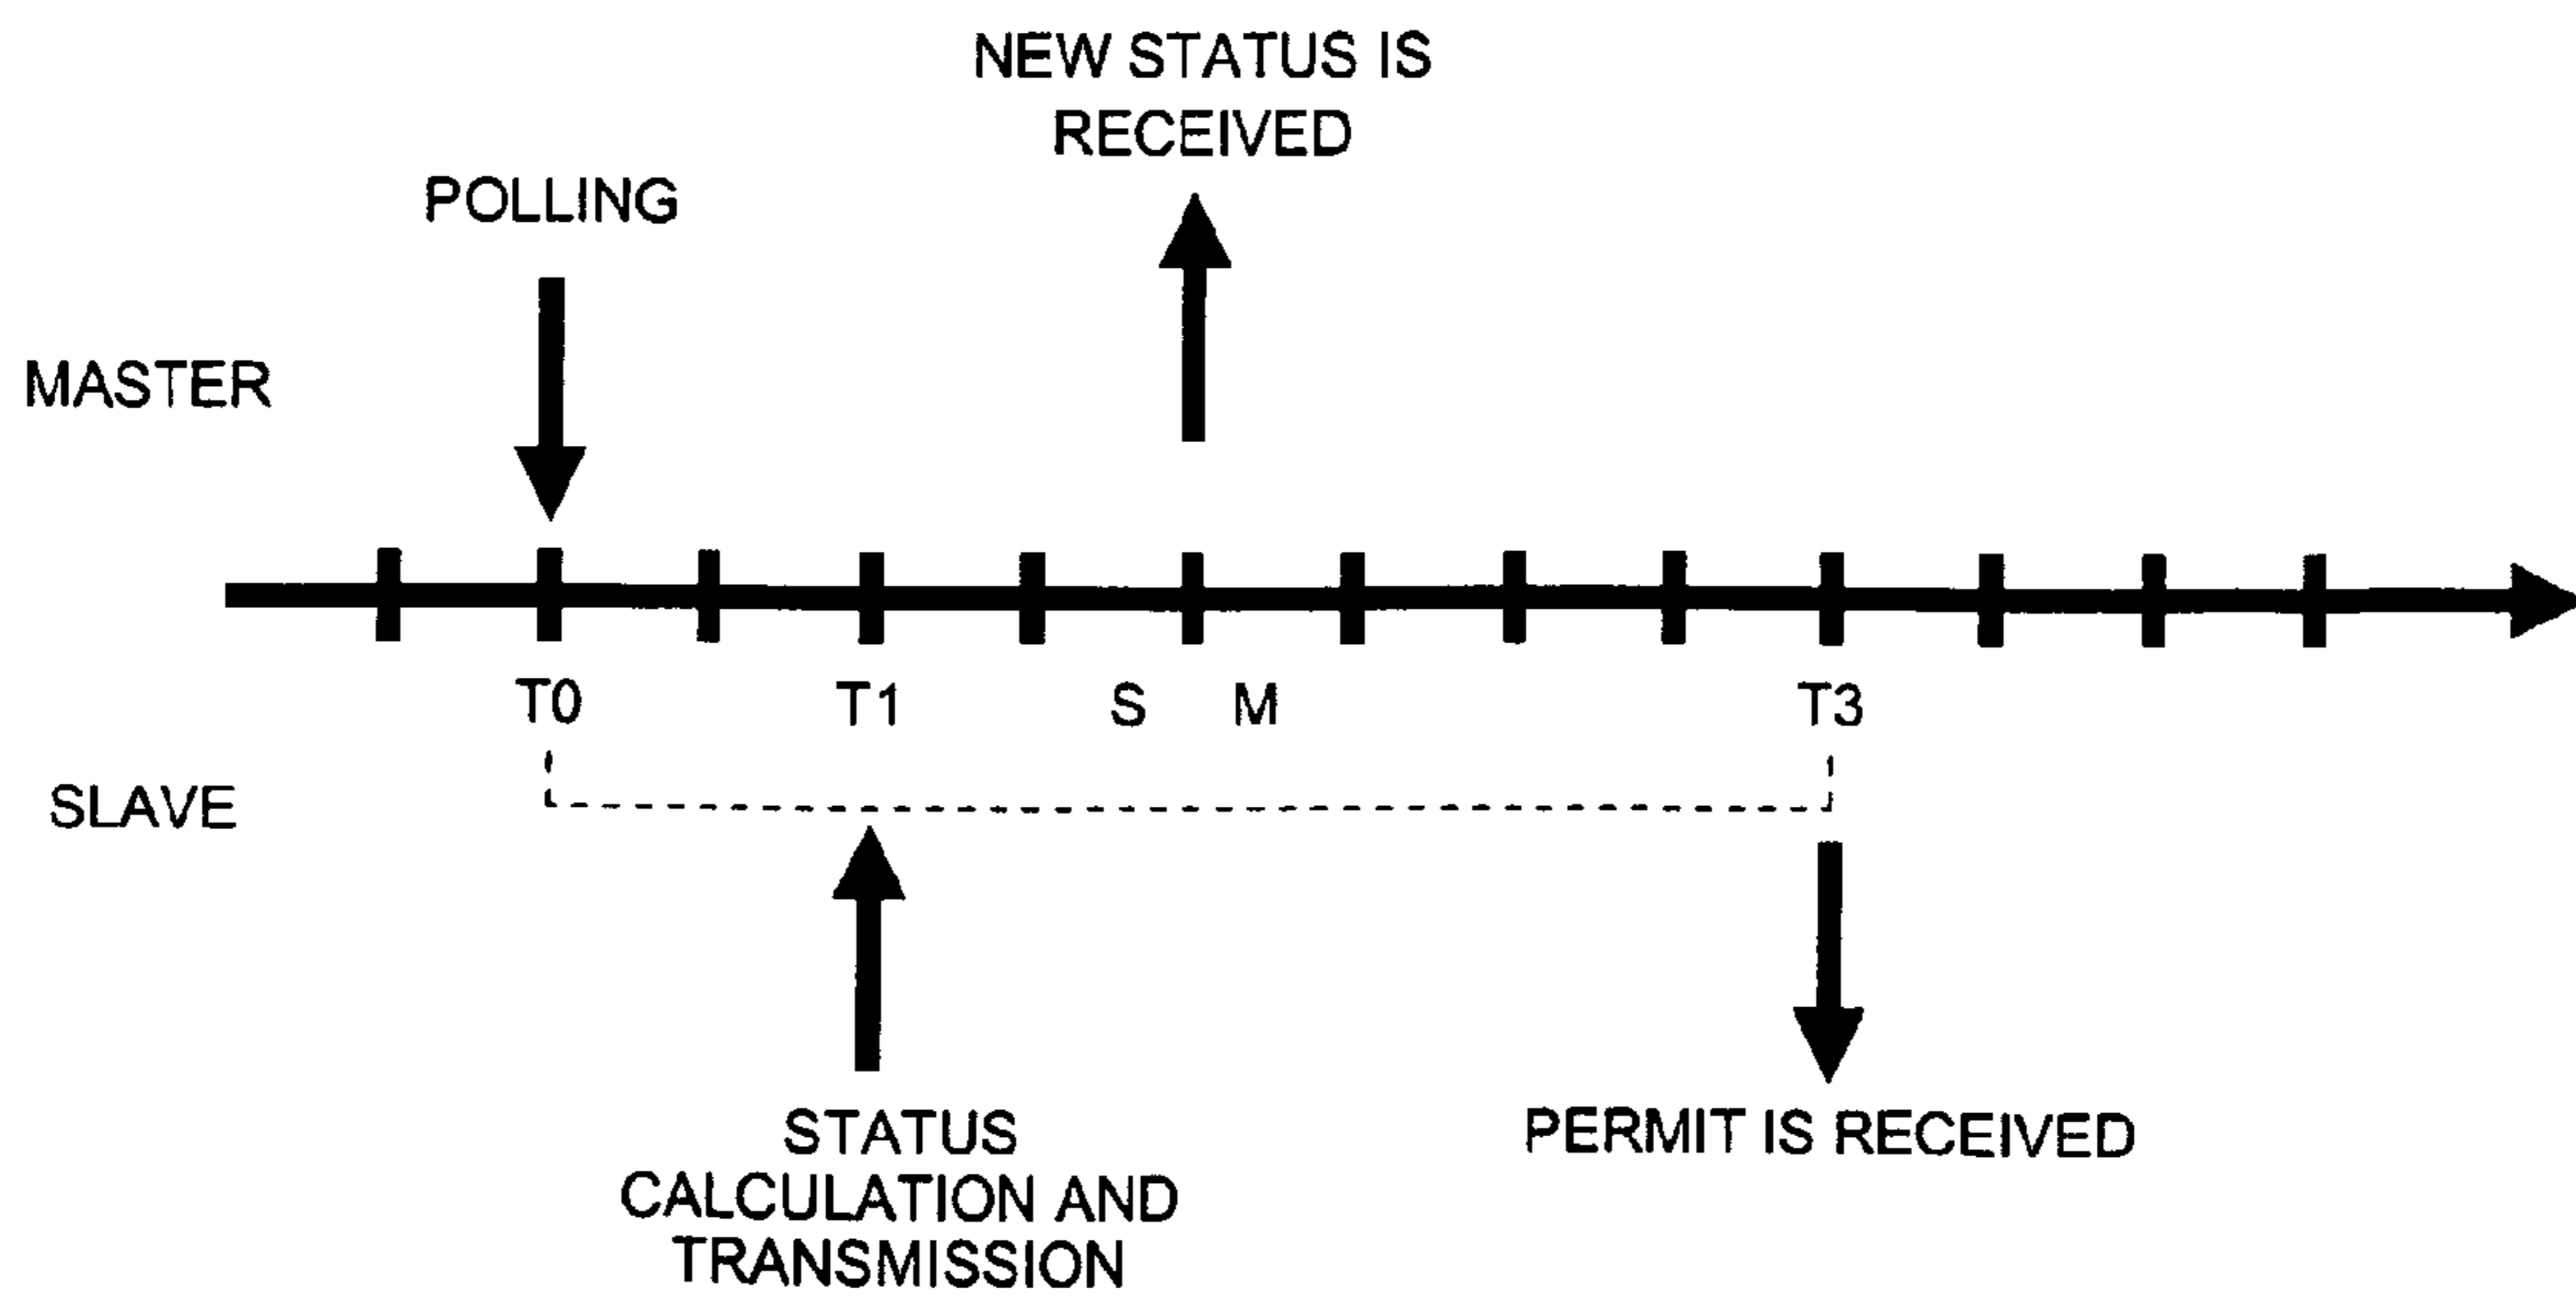 NEW STATUS IS
RECEIVED
POLLING
MASTER
T0
T1
S
M
T3
SLAVE
STATUS
CALCULATION AND
TRANSMISSION
PERMIT IS RECEIVED